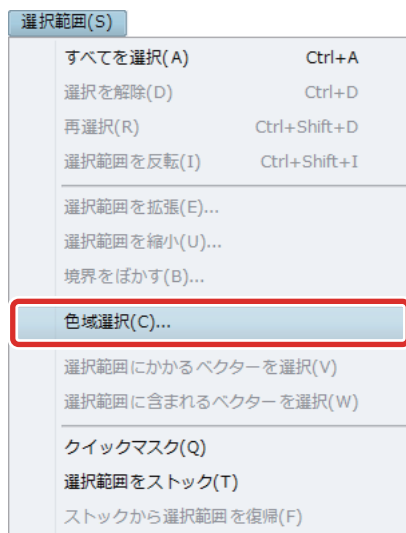 選択範囲(S)
すべてを選択(A) Ctrl+A
選択を解除(D) Ctrl+D
再選択(R) Ctrl+Shift+D
選択範囲を反転(I) Ctrl+Shift+I
選択範囲を拡張(E)...
選択範囲を縮小(U)...
境界をぼかす(B)...
色域選択(C)...
選択範囲にかかるベクターを選択(V)
選択範囲に含まれるベクターを選択(W)
クイックマスク(Q)
選択範囲をストック(T)
ストックから選択範囲を復帰(F)